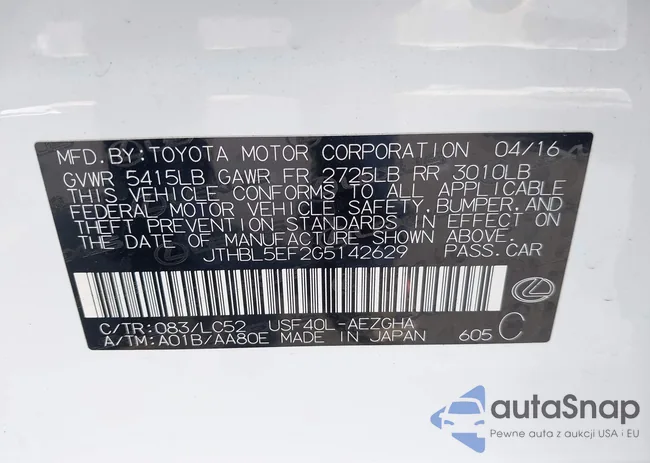 MFD.BY:TOYOTA MOTOR CORPORATION 04/16
GVWR 5415LB GAWR FR 2725LB RR 3010LB
THIS VEHICLE CONFORMS TO ALL APPLICABLE
FEDERAL MOTOR VEHICLE SAFETY,BUMPER,AND
THEFT PREVENTION STANDARDS IN EFFECT ON
THE DATE OF MANUFACTURE SHOWN ABOVE.
JTHBL5EF2G5142629 PASS.CAR
C/TR:083/LC52 USF40L-AEZGHA
A/TM:A01B/AA80E MADE IN JAPAN 605 C
autaSnap
Pewne auta z aukcji USA i EU